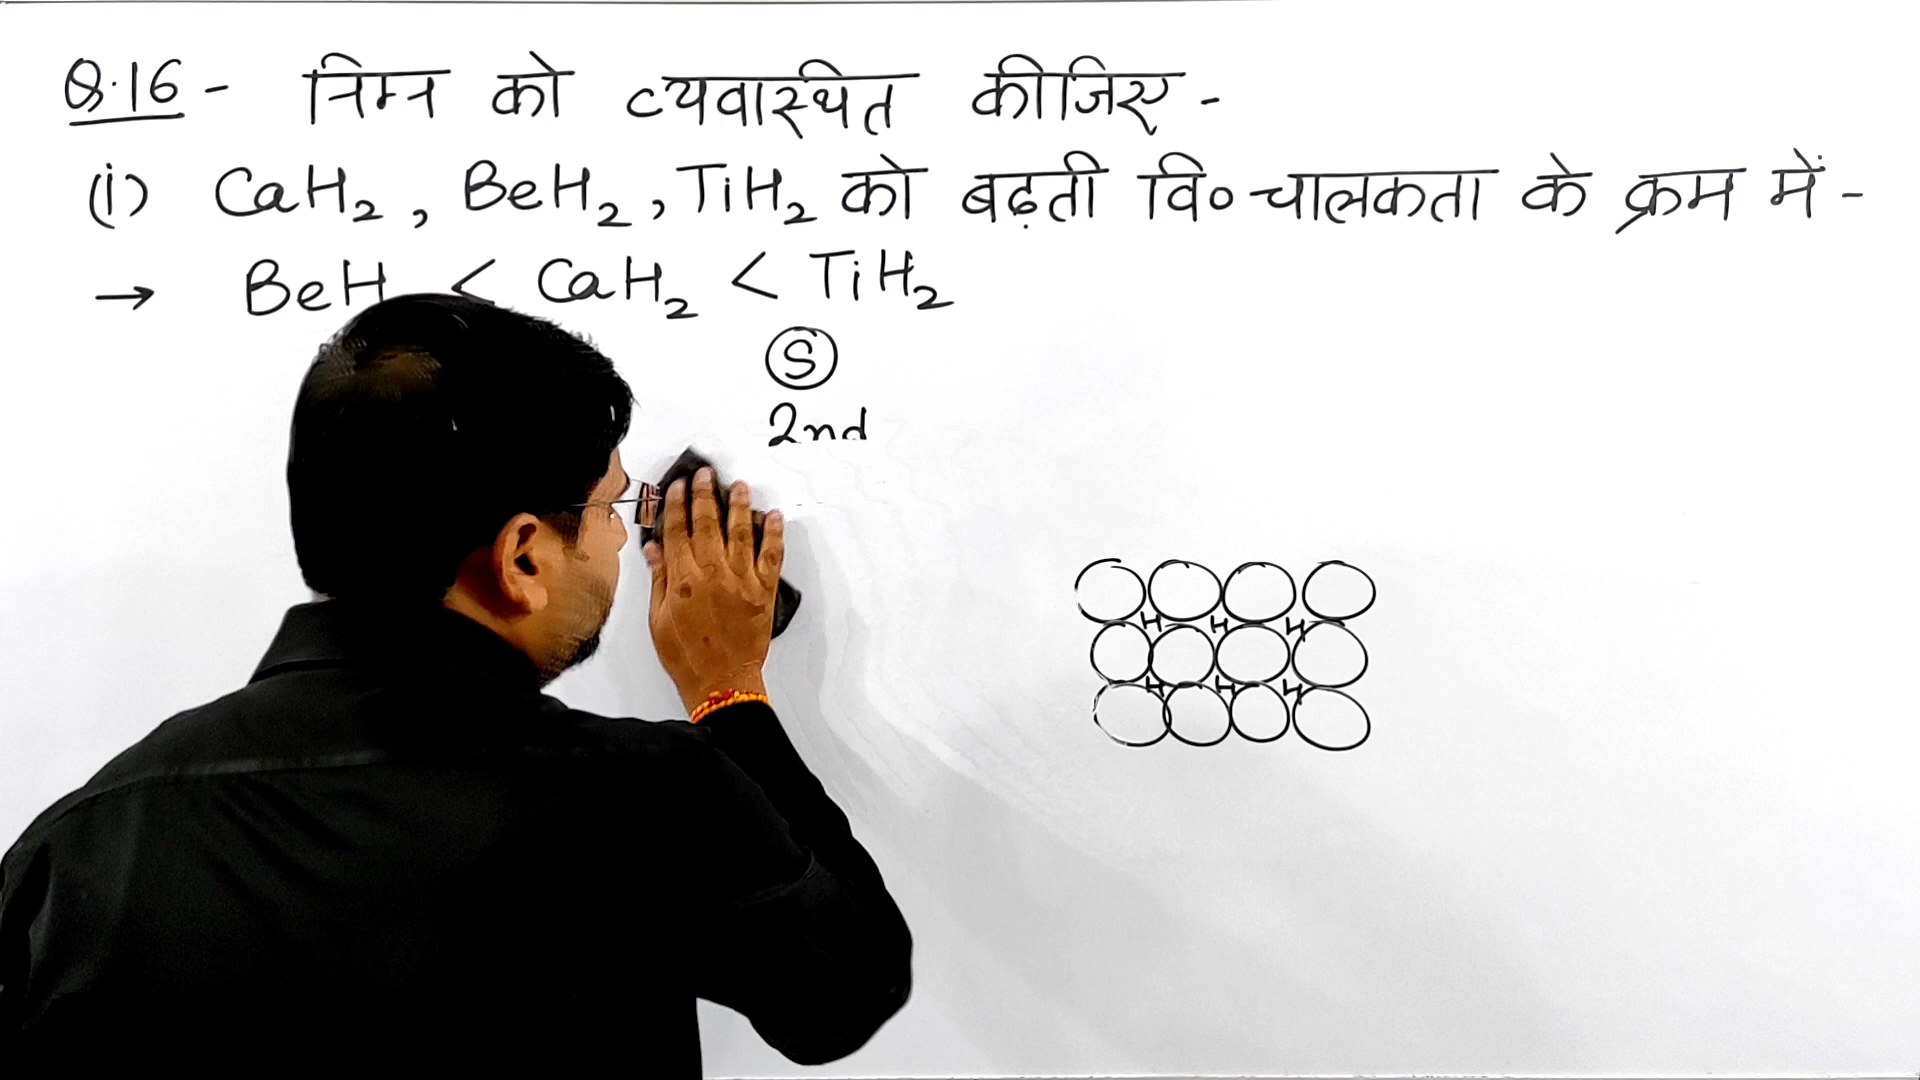 Q.16 - निम्न को व्यवस्थित कीजिए -
(i) CaH₂, BeH₂, TiH₂ को बढ़ती वि० चालकता के क्रम में -
→ BeH < CaH₂ < TiH₂
S
2nd
H H H
H H H